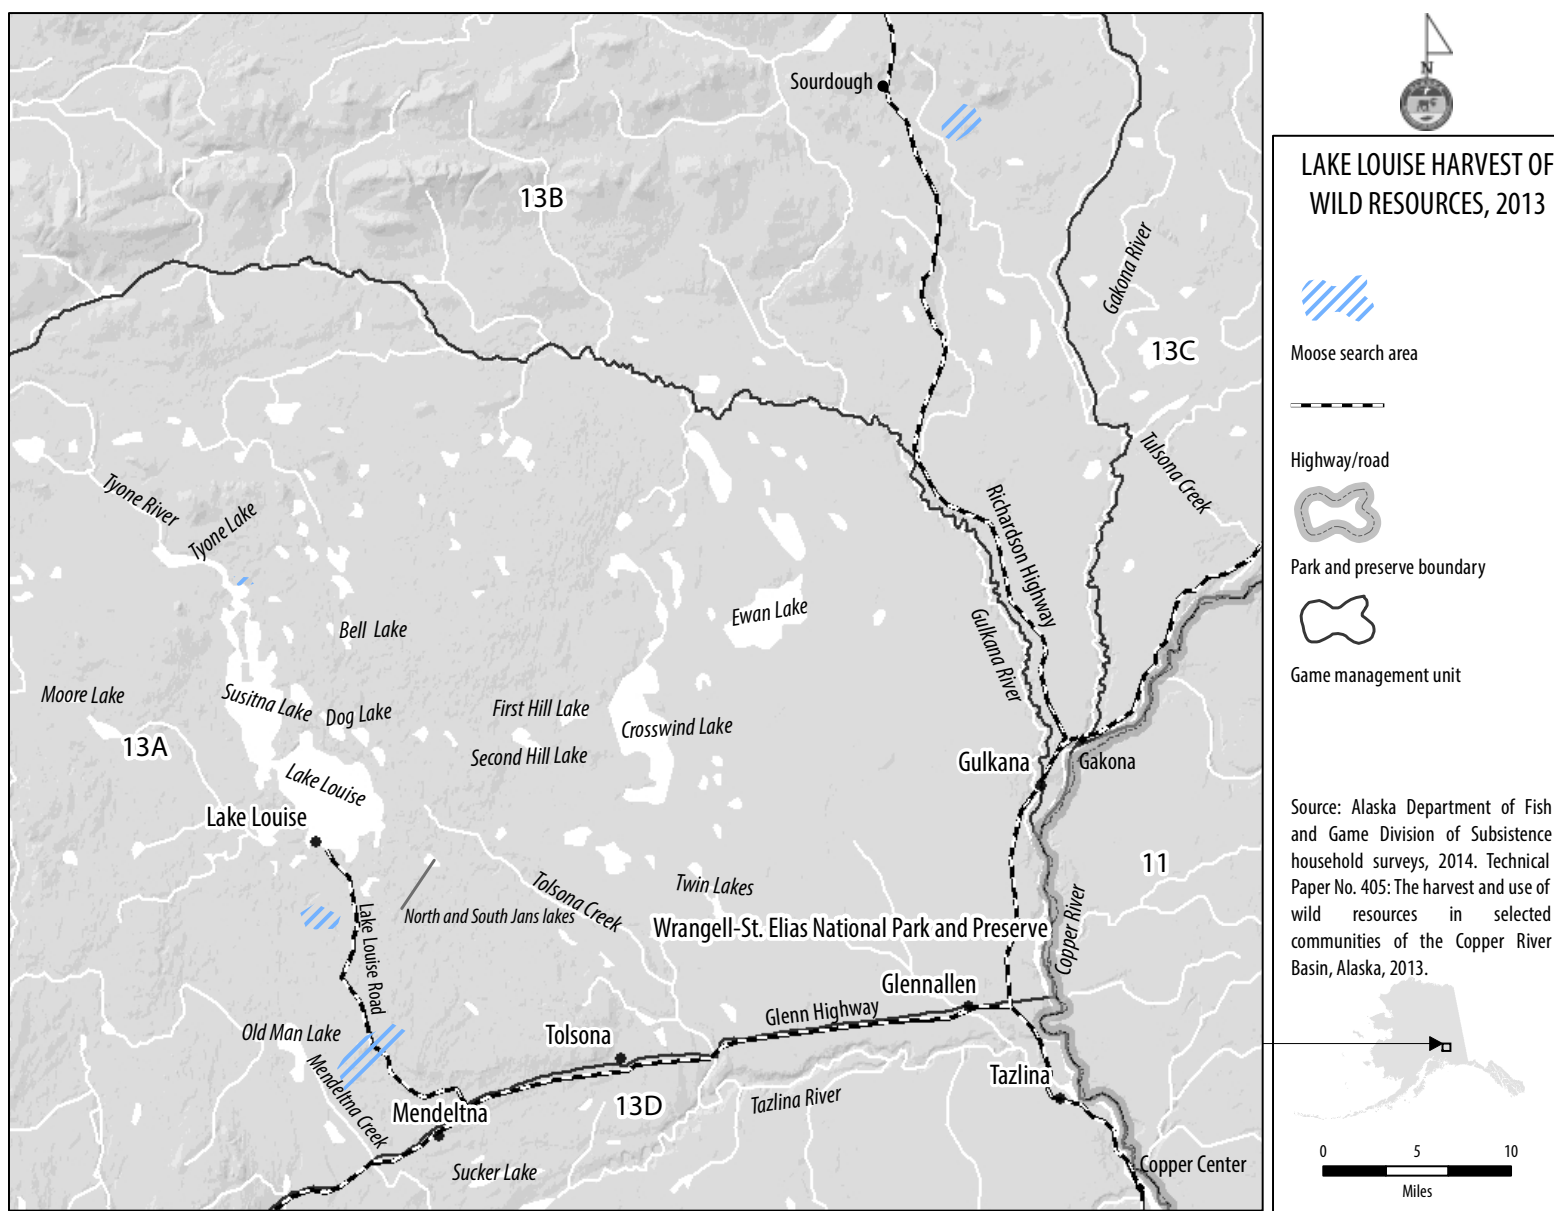 Sourdough
13B
Gakona River
13C
Tulsona Creek
Tyone River
Tyone Lake
Richardson Highway
Ewan Lake
Bell Lake
Gulkana River
Moore Lake
Susitna Lake
Dog Lake
First Hill Lake
Crosswind Lake
13A
Second Hill Lake
Gulkana
Gakona
Lake Louise
Lake Louise
11
Twin Lakes
Tolsona Creek
North and South Jans lakes
Lake Louise Road
Wrangell-St. Elias National Park and Preserve
Copper River
Glennallen
Glenn Highway
Old Man Lake
Tolsona
Mendeltna Creek
Tazlina
Mendeltna
13D
Tazlina River
Sucker Lake
Copper Center
N
LAKE LOUISE HARVEST OF
WILD RESOURCES, 2013
Moose search area
Highway/road
Park and preserve boundary
Game management unit
Source: Alaska Department of Fish
and Game Division of Subsistence
household surveys, 2014. Technical
Paper No. 405: The harvest and use of
wild resources in selected
communities of the Copper River
Basin, Alaska, 2013.
0 5 10
Miles